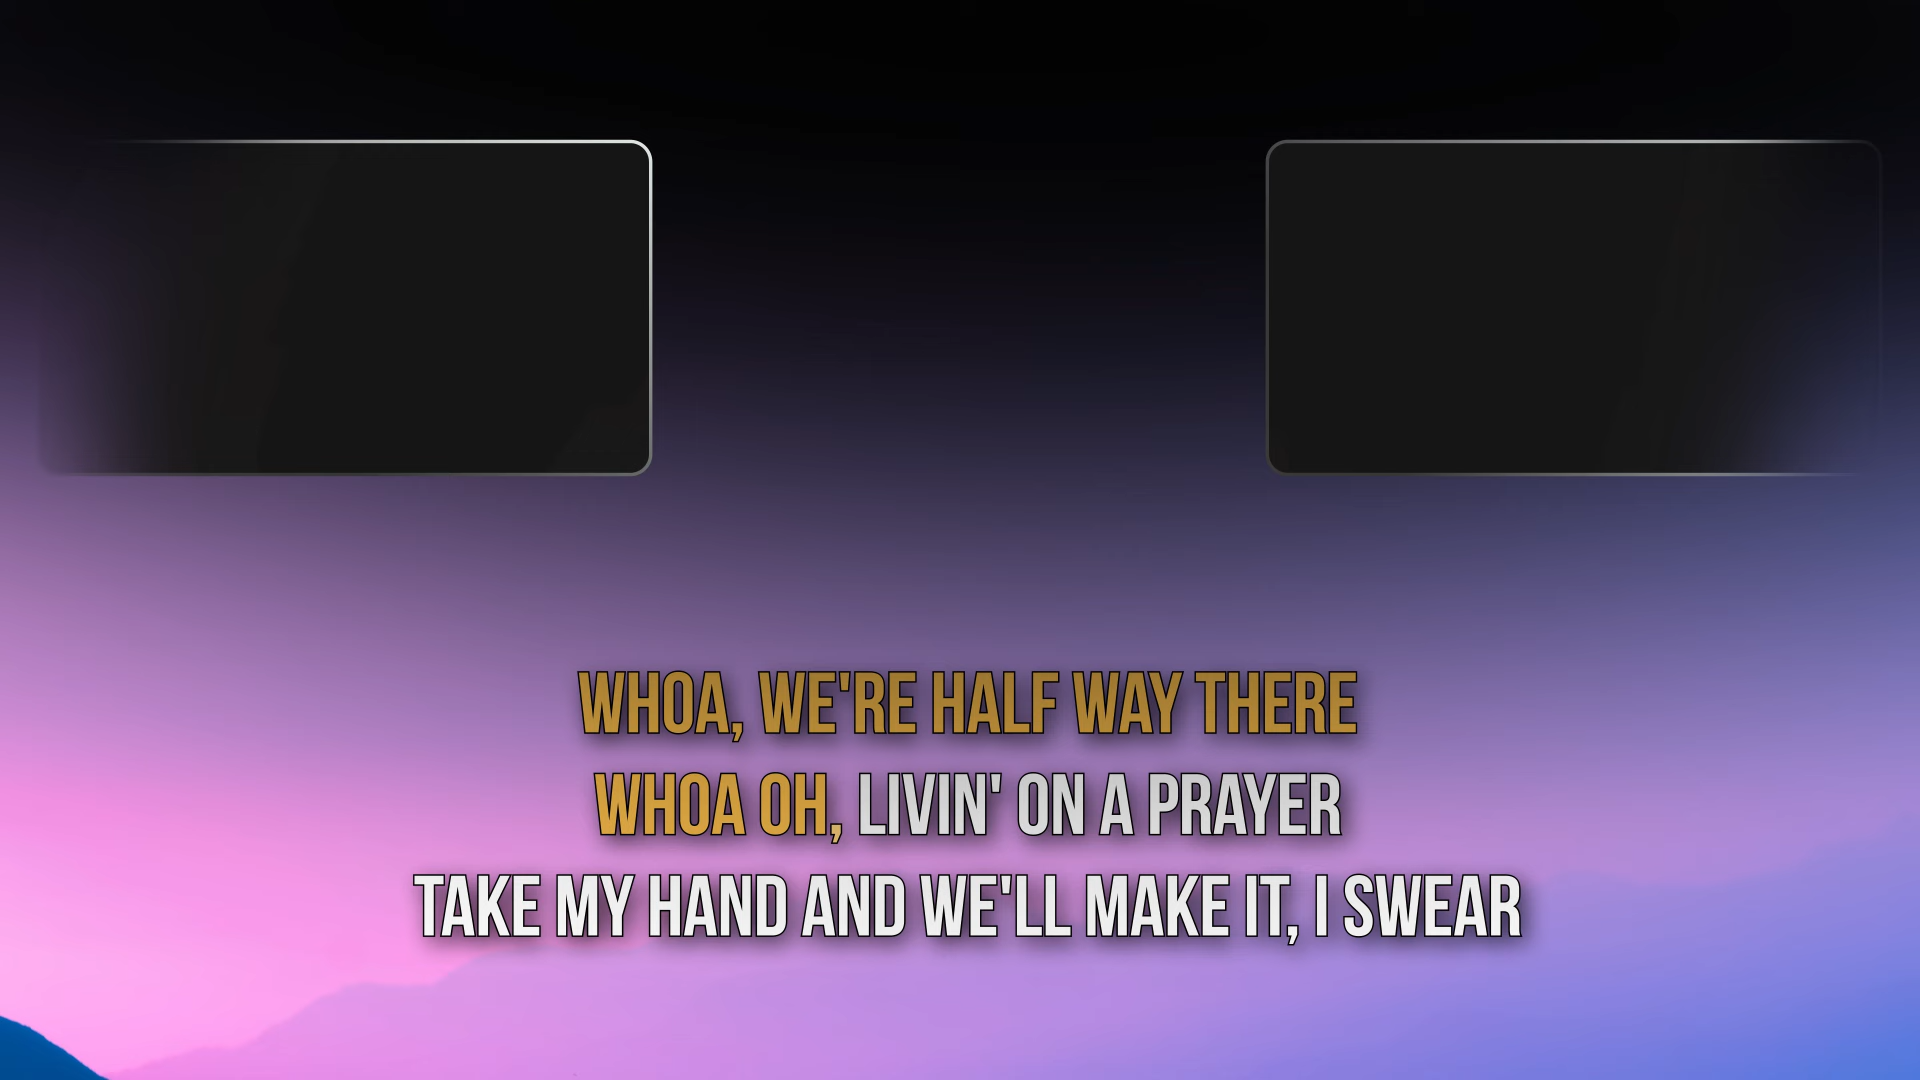 WHOA, WE'RE HALF WAY THERE
WHOA OH, LIVIN' ON A PRAYER
TAKE MY HAND AND WE'LL MAKE IT, I SWEAR